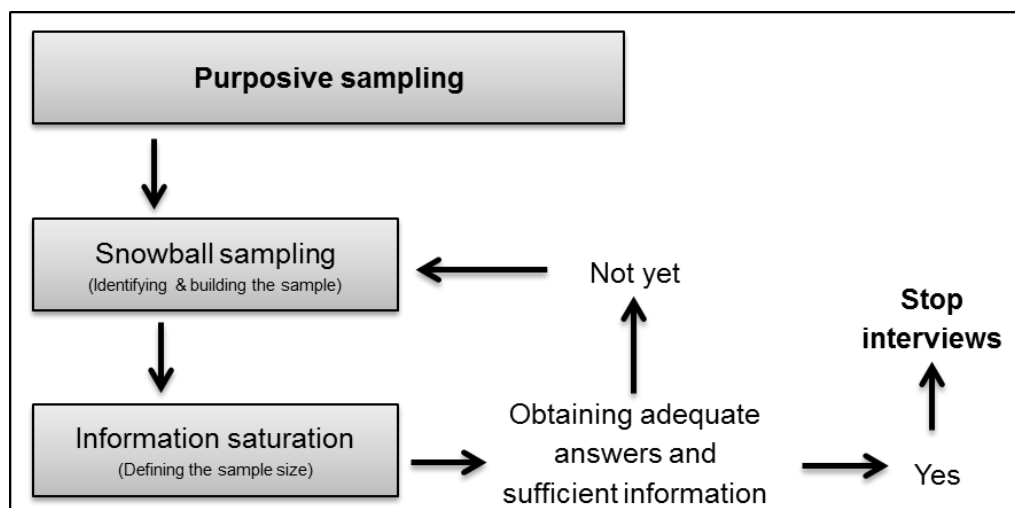 Purposive sampling
Snowball sampling
(Identifying & building the sample)
Not yet
Stop
interviews
Information saturation
(Defining the sample size)
Obtaining adequate
answers and
sufficient information
Yes